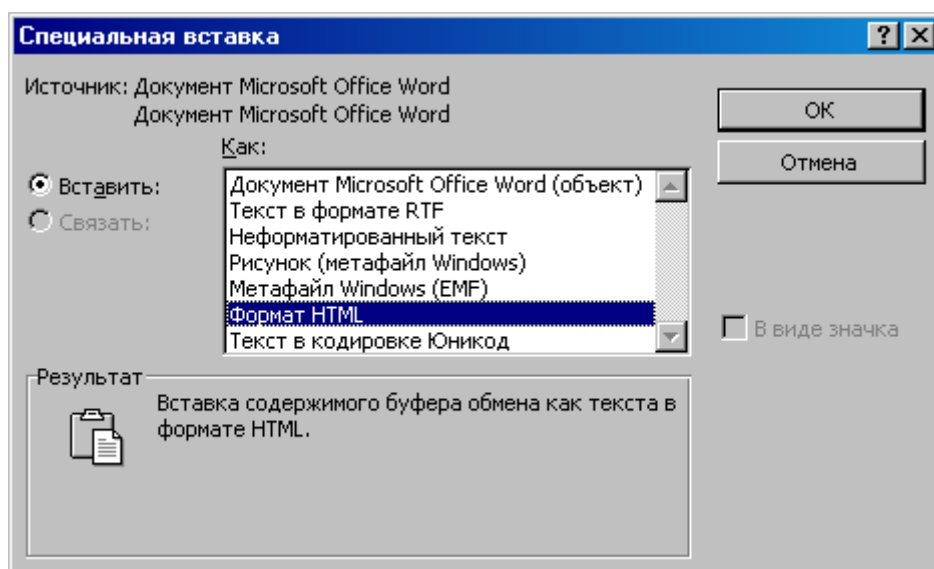 Специальная вставка
Источник: Документ Microsoft Office Word
Документ Microsoft Office Word
Как:
Вставить:
Связать:
Документ Microsoft Office Word (объект)
Текст в формате RTF
Неформатированный текст
Рисунок (метафайл Windows)
Метафайл Windows (EMF)
Формат HTML
Текст в кодировке Юникод
ОК
Отмена
В виде значка
Результат
Вставка содержимого буфера обмена как текста в
формате HTML.